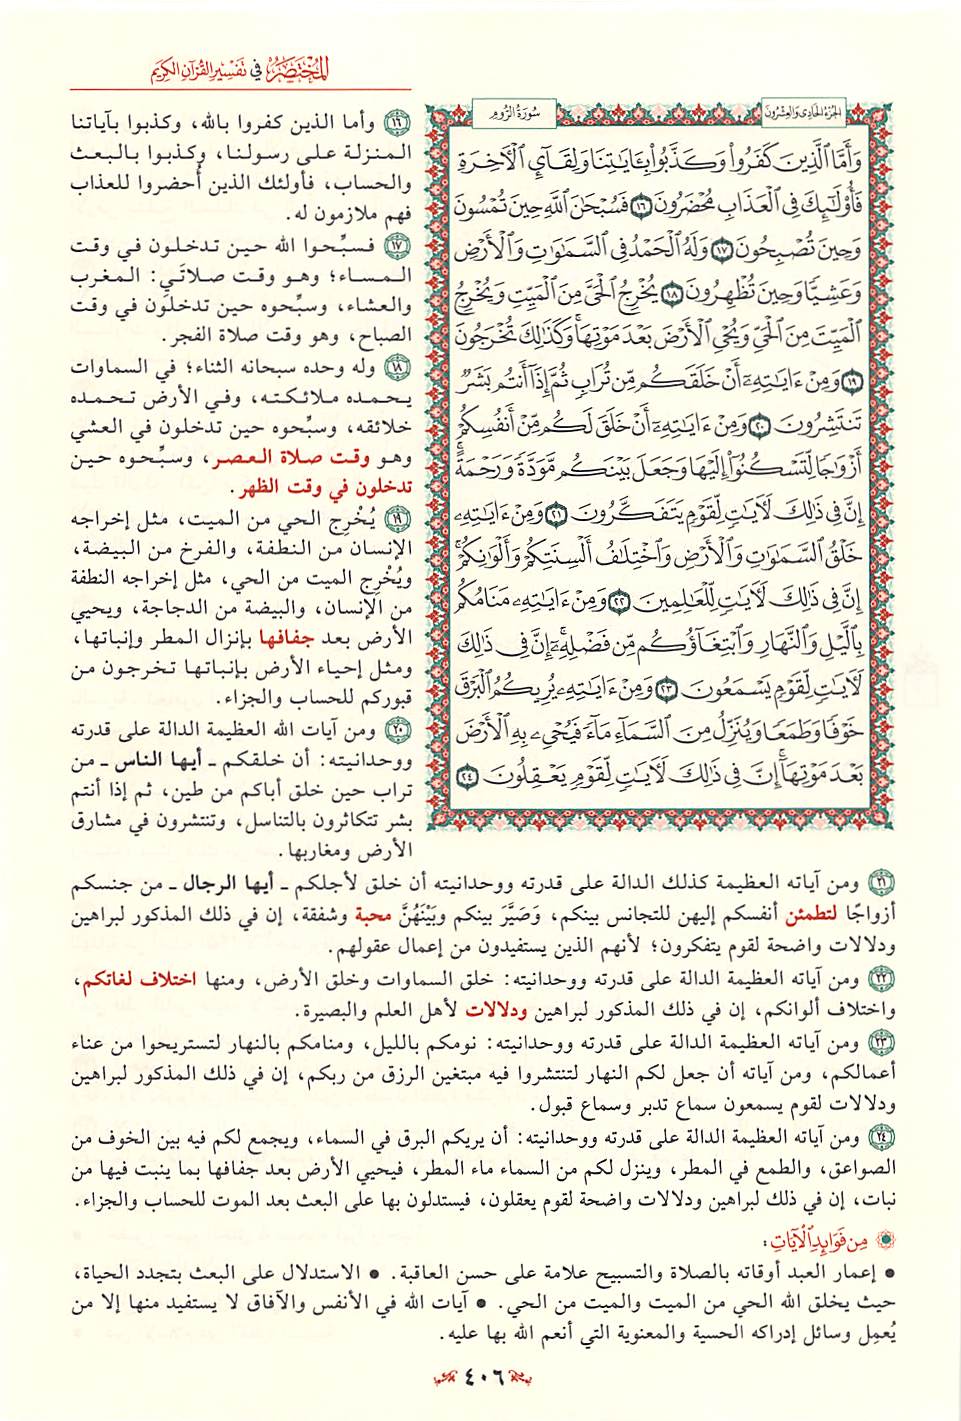 المختصر في تفسير القرآن الكريم
الجزء الحادي والعشرون
سورة الروم
وَأَمَّا ٱلَّذِينَ كَفَرُواْ وَكَذَّبُواْ بِـَٔايَٰتِنَا وَلِقَآيِٕ ٱلْأٓخِرَةِ
فَأُوْلَٰٓئِكَ فِي ٱلْعَذَابِ مُحْضَرُونَ ١٦ فَسُبْحَٰنَ ٱللَّهِ حِينَ تُمْسُونَ
وَحِينَ تُصْبِحُونَ ١٧ وَلَهُ ٱلْحَمْدُ فِي ٱلسَّمَٰوَٰتِ وَٱلْأَرْضِ
وَعَشِيًّا وَحِينَ تُظْهِرُونَ ١٨ يُخْرِجُ ٱلْحَيَّ مِنَ ٱلْمَيِّتِ وَيُخْرِجُ
ٱلْمَيِّتَ مِنَ ٱلْحَيِّ وَيُحْيِ ٱلْأَرْضَ بَعْدَ مَوْتِهَاۚ وَكَذَٰلِكَ تُخْرَجُونَ
١٩ وَمِنْ ءَايَٰتِهِۦٓ أَنْ خَلَقَكُم مِّن تُرَابٍ ثُمَّ إِذَآ أَنتُم بَشَرٌ
تَنتَشِرُونَ ٢٠ وَمِنْ ءَايَٰتِهِۦٓ أَنْ خَلَقَ لَكُم مِّنْ أَنفُسِكُمْ
أَزْوَٰجًا لِّتَسْكُنُوٓاْ إِلَيْهَا وَجَعَلَ بَيْنَكُم مَّوَدَّةً وَرَحْمَةًۚ
إِنَّ فِي ذَٰلِكَ لَأٓيَٰتٍ لِّقَوْمٍ يَتَفَكَّرُونَ ٢١ وَمِنْ ءَايَٰتِهِۦ
خَلْقُ ٱلسَّمَٰوَٰتِ وَٱلْأَرْضِ وَٱخْتِلَٰفُ أَلْسِنَتِكُمْ وَأَلْوَٰنِكُمْۚ
إِنَّ فِي ذَٰلِكَ لَأٓيَٰتٍ لِّلْعَٰلِمِينَ ٢٢ وَمِنْ ءَايَٰتِهِۦ مَنَامُكُم
بِٱلَّيْلِ وَٱلنَّهَارِ وَٱبْتِغَآؤُكُم مِّن فَضْلِهِۦٓۚ إِنَّ فِي ذَٰلِكَ
لَأٓيَٰتٍ لِّقَوْمٍ يَسْمَعُونَ ٢٣ وَمِنْ ءَايَٰتِهِۦ يُرِيكُمُ ٱلْبَرْقَ
خَوْفًا وَطَمَعًا وَيُنَزِّلُ مِنَ ٱلسَّمَآءِ مَآءً فَيُحْيِۦ بِهِ ٱلْأَرْضَ
بَعْدَ مَوْتِهَآۚ إِنَّ فِي ذَٰلِكَ لَأٓيَٰتٍ لِّقَوْمٍ يَعْقِلُونَ ٢٤
١٦ وأما الذين كفروا بالله، وكذبوا بآياتنا
المنزلة على رسولنا، وكذبوا بالبعث
والحساب، فأولئك الذين أُحضروا للعذاب
فهم ملازمون له.
١٧ فسبِّحوا الله حين تدخلون في وقت
المساء؛ وهو وقت صلاتَي: المغرب
والعشاء، وسبِّحوه حين تدخلون في وقت
الصباح، وهو وقت صلاة الفجر.
١٨ وله وحده سبحانه الثناء؛ في السماوات
يحمده ملائكته، وفي الأرض تحمده
خلائقه، وسبِّحوه حين تدخلون في العشي
وهو وقت صلاة العصر، وسبِّحوه حين
تدخلون في وقت الظهر.
١٩ يُخْرِج الحي من الميت، مثل إخراجه
الإنسان من النطفة، والفرخ من البيضة،
ويُخْرِج الميت من الحي، مثل إخراجه النطفة
من الإنسان، والبيضة من الدجاجة، ويحيي
الأرض بعد جفافها بإنزال المطر وإنباتها،
ومثل إحياء الأرض بإنباتها تخرجون من
قبوركم للحساب والجزاء.
٢٠ ومن آيات الله العظيمة الدالة على قدرته
ووحدانيته: أن خلقكم ـ أيها الناس ـ من
تراب حين خلق أباكم من طين، ثم إذا أنتم
بشر تتكاثرون بالتناسل، وتنتشرون في مشارق
الأرض ومغاربها.
٢١ ومن آياته العظيمة كذلك الدالة على قدرته ووحدانيته أن خلق لأجلكم ـ أيها الرجال ـ من جنسكم
أزواجًا لتطمئن أنفسكم إليهن للتجانس بينكم، وَصَيَّرَ بينكم وبَيْنَهُنَّ محبة وشفقة، إن في ذلك المذكور لبراهين
ودلالات واضحة لقوم يتفكرون؛ لأنهم الذين يستفيدون من إعمال عقولهم.
٢٢ ومن آياته العظيمة الدالة على قدرته ووحدانيته: خلق السماوات وخلق الأرض، ومنها اختلاف لغاتكم،
واختلاف ألوانكم، إن في ذلك المذكور لبراهين ودلالات لأهل العلم والبصيرة.
٢٣ ومن آياته العظيمة الدالة على قدرته ووحدانيته: نومكم بالليل، ومنامكم بالنهار لتستريحوا من عناء
أعمالكم، ومن آياته أن جعل لكم النهار لتنتشروا فيه مبتغين الرزق من ربكم، إن في ذلك المذكور لبراهين
ودلالات لقوم يسمعون سماع تدبر وسماع قبول.
٢٤ ومن آياته العظيمة الدالة على قدرته ووحدانيته: أن يريكم البرق في السماء، ويجمع لكم فيه بين الخوف من
الصواعق، والطمع في المطر، وينزل لكم من السماء ماء المطر، فيحيي الأرض بعد جفافها بما ينبت فيها من
نبات، إن في ذلك لبراهين ودلالات واضحة لقوم يعقلون، فيستدلون بها على البعث بعد الموت للحساب والجزاء.
من فوائد الآيات:
• إعمار العبد أوقاته بالصلاة والتسبيح علامة على حسن العاقبة. • الاستدلال على البعث بتجدد الحياة،
حيث يخلق الله الحي من الميت والميت من الحي. • آيات الله في الأنفس والآفاق لا يستفيد منها إلا من
يُعمِل وسائل إدراكه الحسية والمعنوية التي أنعم الله بها عليه.
٤٠٦